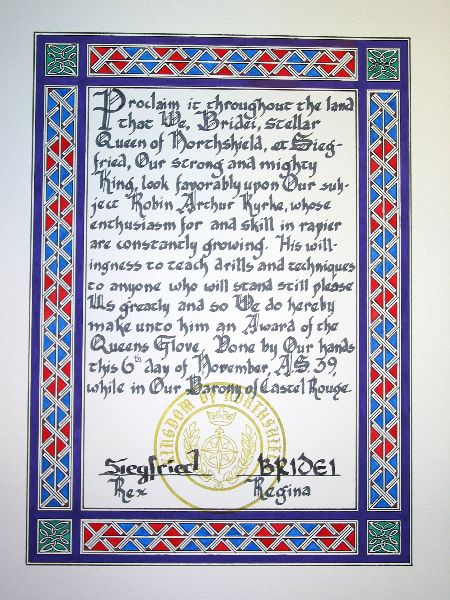 Proclaim it throughout the land
that We, Bridei, stellar
Queen of Northshield, et Sieg-
fried, Our strong and mighty
King, look favorably upon Our sub-
ject Robin Arthur Kyrke, whose
enthusiasm for and skill in rapier
are constantly growing. His will-
ingness to teach drills and techniques
to anyone who will stand still please
Us greatly and so We do hereby
make unto him an Award of the
Queens Glove. Done by Our hands
this 6th day of November, A.S. 39,
while in Our Barony of Castel Rouge.
KINGDOM OF NORTHSHIELD
Siegfried BRIDEI
Rex Regina